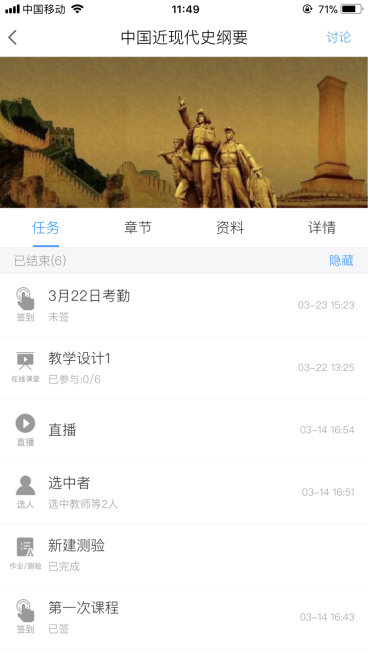 中国移动 11:49 71%
中国近现代史纲要 讨论
任务 章节 资料 详情
已结束(6) 隐藏
3月22日考勤
03-23 15:23
签到 未签
教学设计1
03-22 13:25
在线课堂 已参与:0/6
直播 03-14 16:54
直播
选中者
03-14 16:51
选人 选中教师等2人
新建测验
作业/测验 已完成
第一次课程
03-14 16:43
签到 已签